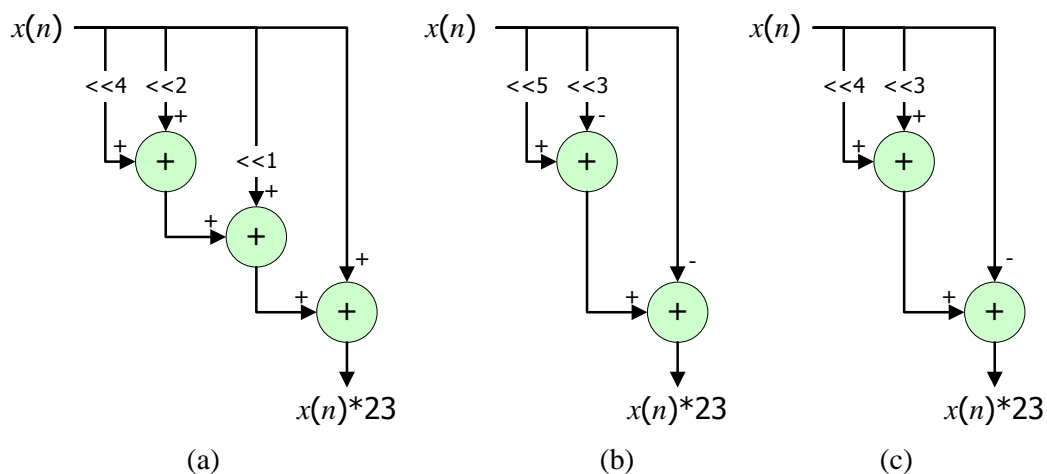 x(n) x(n) x(n)
<<4 <<2 <<5 <<3 <<4 <<3
+ - +
+ + + + + +
<<1
+
+ +
+ - -
+ + + + + +
x(n)*23 x(n)*23 x(n)*23
(a) (b) (c)